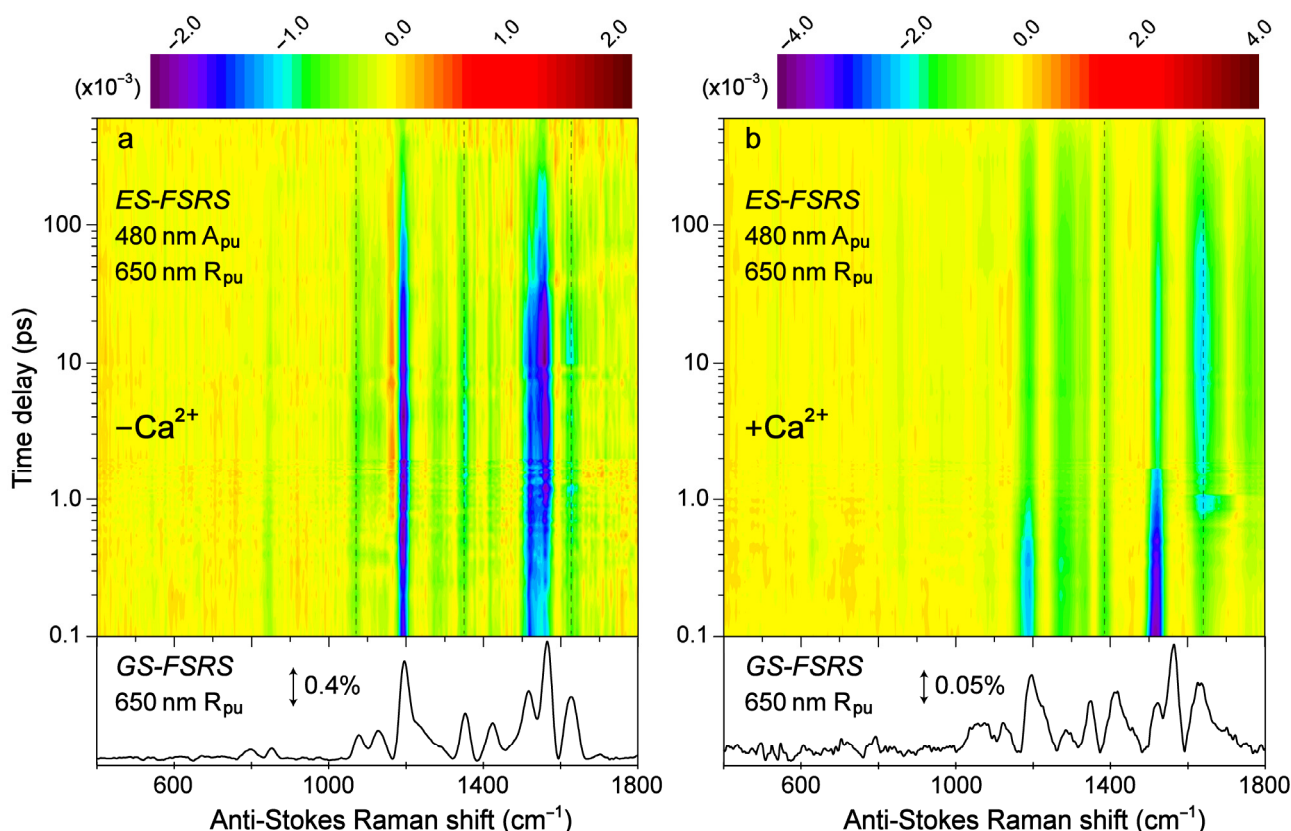 −2.0 −1.0 0.0 1.0 2.0
(x10⁻³)
a
ES-FSRS
480 nm Apu
650 nm Rpu
−Ca²⁺
100
10
1.0
0.1
Time delay (ps)
GS-FSRS
650 nm Rpu
0.4%
600 1000 1400 1800
Anti-Stokes Raman shift (cm⁻¹)
−4.0 −2.0 0.0 2.0 4.0
(x10⁻³)
b
ES-FSRS
480 nm Apu
650 nm Rpu
+Ca²⁺
100
10
1.0
0.1
GS-FSRS
650 nm Rpu
0.05%
600 1000 1400 1800
Anti-Stokes Raman shift (cm⁻¹)